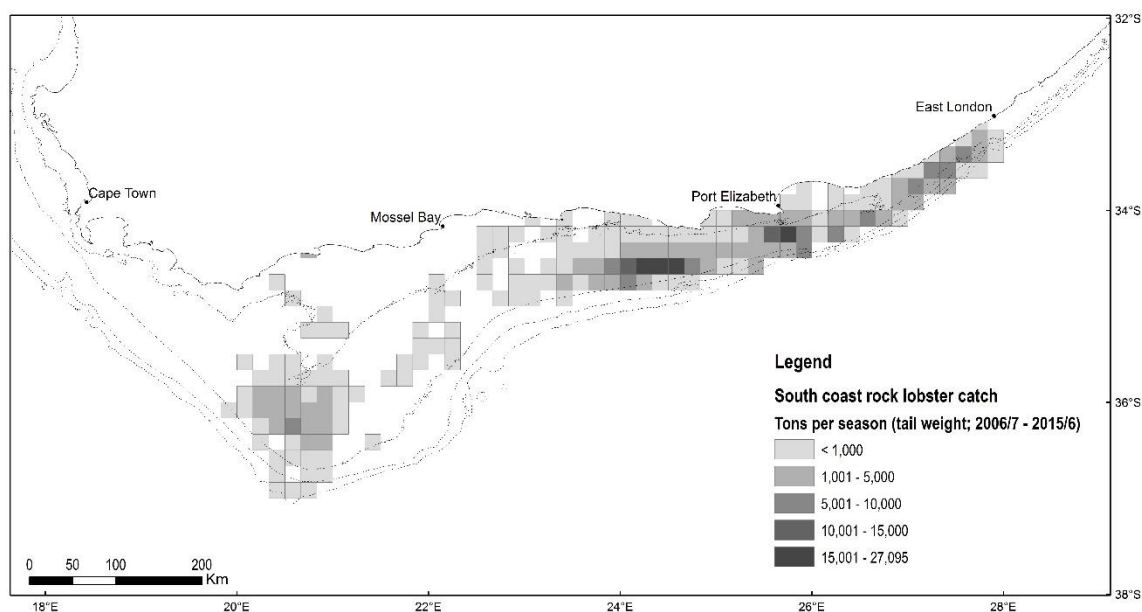 32°S
East London
Cape Town
Port Elizabeth
34°S
Mossel Bay
Legend
South coast rock lobster catch
Tons per season (tail weight; 2006/7 - 2015/6)
< 1,000
36°S
1,001 - 5,000
5,001 - 10,000
10,001 - 15,000
15,001 - 27,095
0 50 100 200
Km
38°S
18°E 20°E 22°E 24°E 26°E 28°E